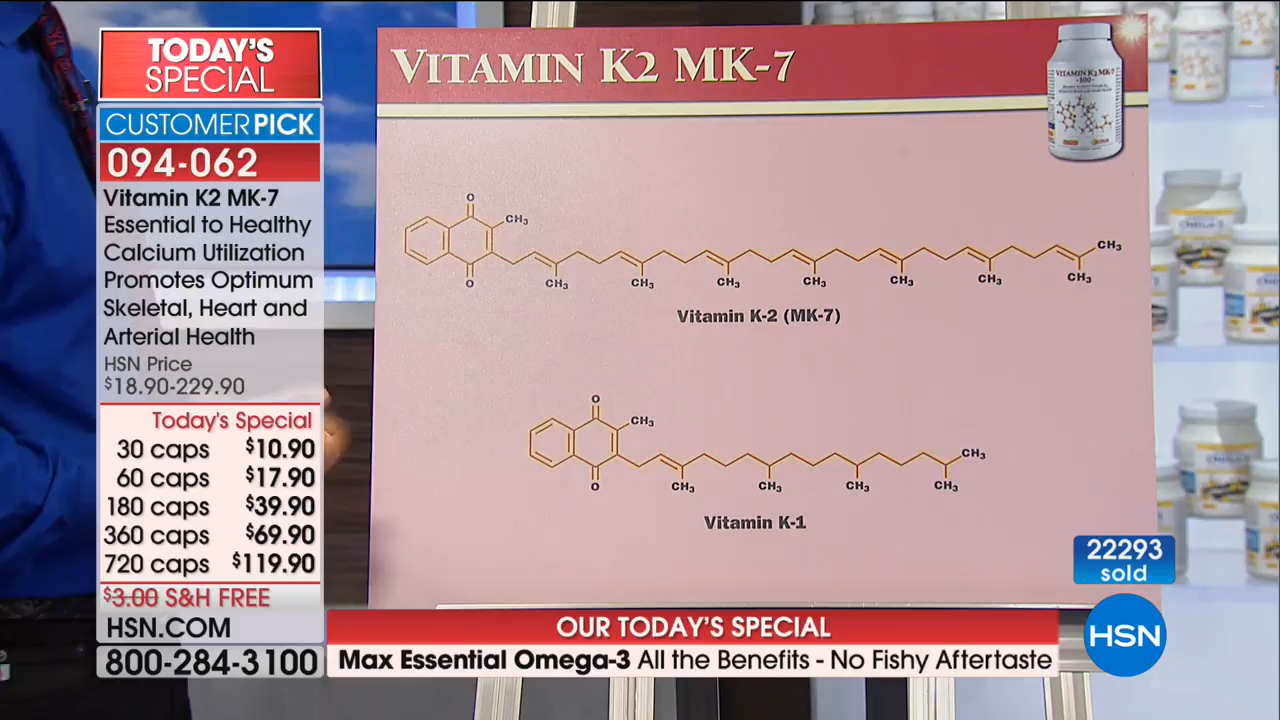 TODAY'S
SPECIAL
CUSTOMER PICK
094-062
Vitamin K2 MK-7
Essential to Healthy
Calcium Utilization
Promotes Optimum
Skeletal, Heart and
Arterial Health
HSN Price
$18.90-229.90
Today's Special
30 caps $10.90
60 caps $17.90
180 caps $39.90
360 caps $69.90
720 caps $119.90
$3.00 S&H FREE
HSN.COM
800-284-3100
VITAMIN K2 MK-7
VITAMIN K2 MK-7
-180-
O
CH3
O
CH3
CH3
CH3
CH3
CH3
CH3
CH3
CH3
Vitamin K-2 (MK-7)
O
CH3
O
CH3
CH3
CH3
CH3
CH3
Vitamin K-1
22293
sold
OUR TODAY'S SPECIAL
Max Essential Omega-3 All the Benefits - No Fishy Aftertaste
HSN